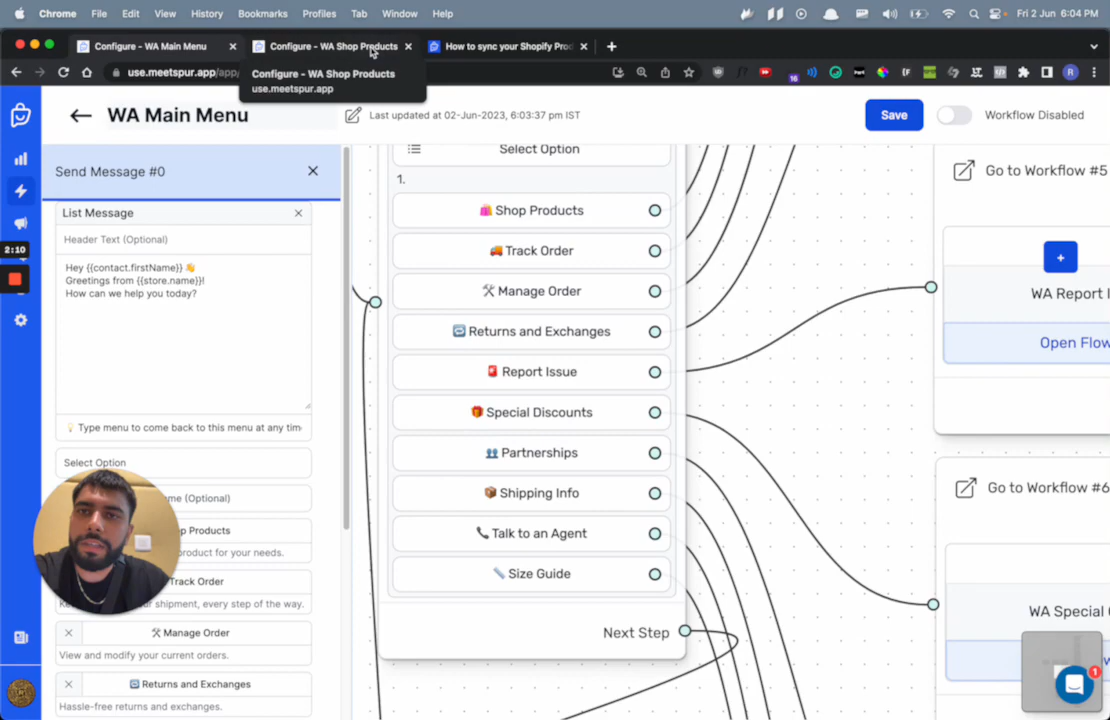 Chrome File Edit View History Bookmarks Profiles Tab Window Help
Fri 2 Jun 6:04 PM
Configure - WA Main Menu
Configure - WA Shop Products
How to sync your Shopify Pro
use.meetspur.app/app/
16
R
Configure - WA Shop Products
use.meetspur.app
WA Main Menu
Last updated at 02-Jun-2023, 6:03:37 pm IST
Save
Workflow Disabled
Send Message #0
List Message
Header Text (Optional)
Hey {{contact.firstName}} 👋
Greetings from {{store.name}}!
How can we help you today?
💡 Type menu to come back to this menu at any tim
Select Option
me (Optional)
p Products
product for your needs.
Track Order
ur shipment, every step of the way.
🛠 Manage Order
View and modify your current orders.
🔁 Returns and Exchanges
Hassle-free returns and exchanges.
2:10
Select Option
1.
🛍 Shop Products
🚚 Track Order
🛠 Manage Order
🔁 Returns and Exchanges
🚨 Report Issue
🎁 Special Discounts
👥 Partnerships
📦 Shipping Info
📞 Talk to an Agent
📏 Size Guide
Next Step
Go to Workflow #5
+
WA Report I
Open Flow
Go to Workflow #6
WA Special
1